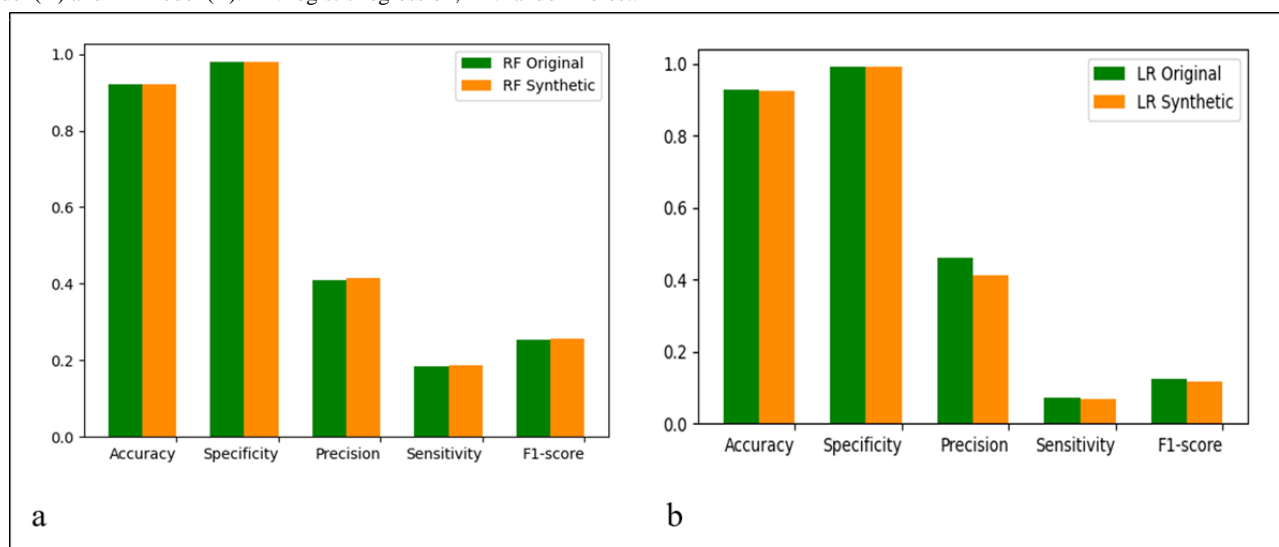 1.0
0.8
0.6
0.4
0.2
0.0
RF Original
RF Synthetic
Accuracy Specificity Precision Sensitivity F1-score
a
1.0
0.8
0.6
0.4
0.2
0.0
LR Original
LR Synthetic
Accuracy Specificity Precision Sensitivity F1-score
b